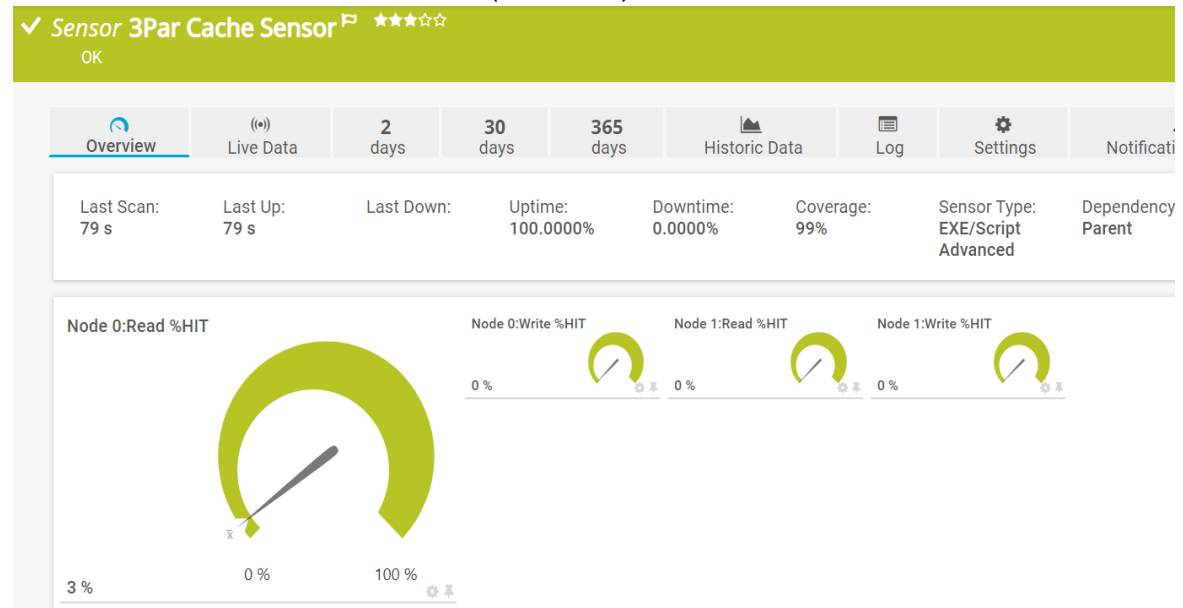 Sensor 3Par Cache Sensor
OK
Overview
Live Data
2 days
30 days
365 days
Historic Data
Log
Settings
Last Scan:
79 s
Last Up:
79 s
Last Down:
Uptime:
100.0000%
Downtime:
0.0000%
Coverage:
99%
Sensor Type:
EXE/Script
Advanced
Dependency
Parent
Node 0:Read %HIT
x̄
0 %
100 %
3 %
Node 0:Write %HIT
0 %
Node 1:Read %HIT
0 %
Node 1:Write %HIT
0 %